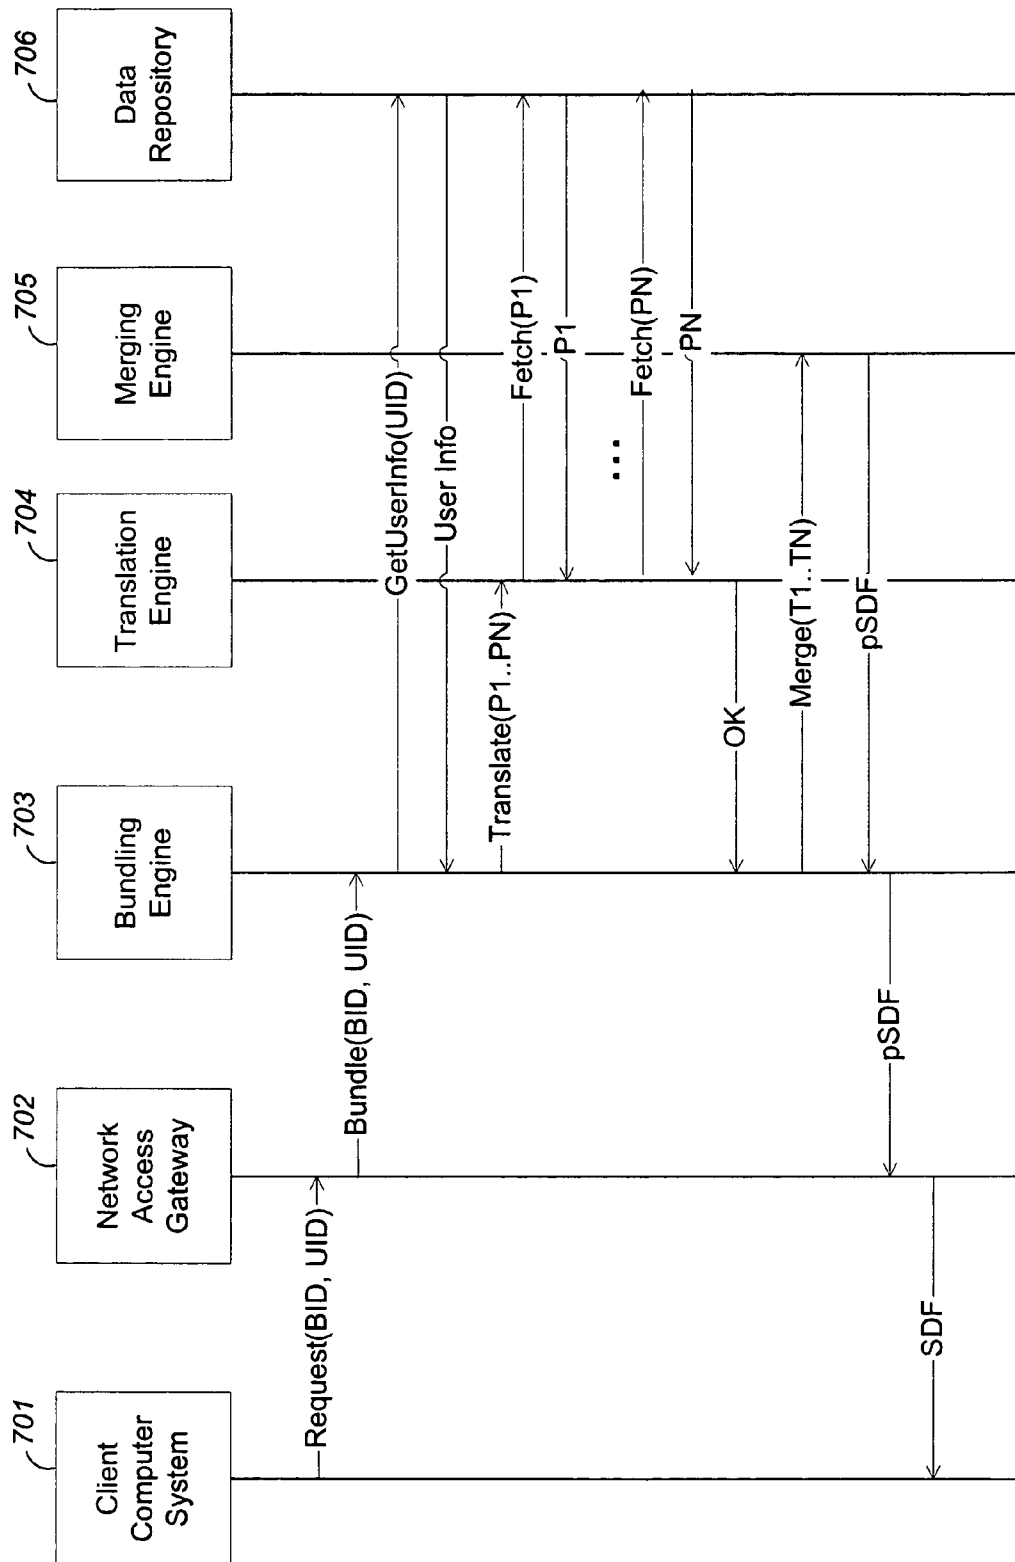 701
Client
Computer
System
702
Network
Access
Gateway
703
Bundling
Engine
704
Translation
Engine
705
Merging
Engine
706
Data
Repository
Request(BID, UID)
Bundle(BID, UID)
GetUserInfo(UID)
User Info
Translate(P1..PN)
Fetch(P1)
P1
...
Fetch(PN)
PN
OK
Merge(T1..TN)
pSDF
pSDF
SDF